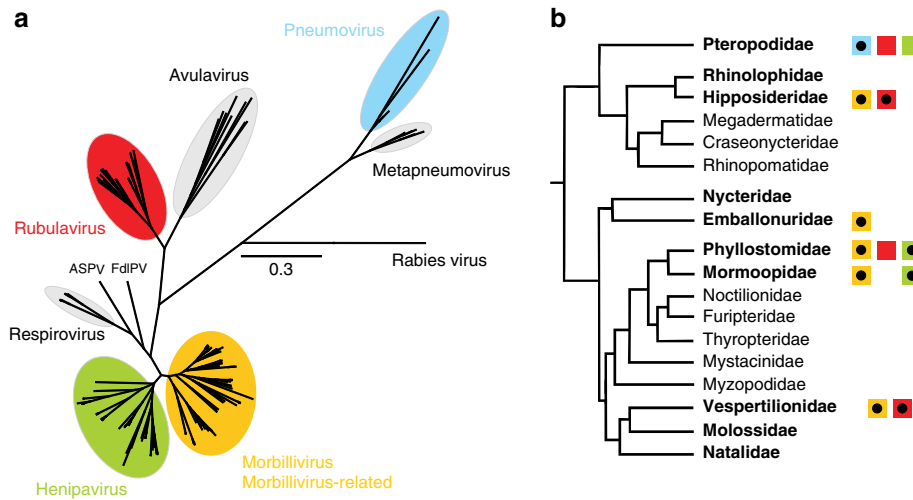 a
Pneumovirus
Avulavirus
Metapneumovirus
Rubulavirus
Rabies virus
0.3
ASPV
FdlPV
Respirovirus
Henipavirus
Morbillivirus
Morbillivirus-related
b
Pteropodidae
Rhinolophidae
Hipposideridae
Megadermatidae
Craseonycteridae
Rhinopomatidae
Nycteridae
Emballonuridae
Phyllostomidae
Mormoopidae
Noctilionidae
Furipteridae
Thyropteridae
Mystacinidae
Myzopodidae
Vespertilionidae
Molossidae
Natalidae